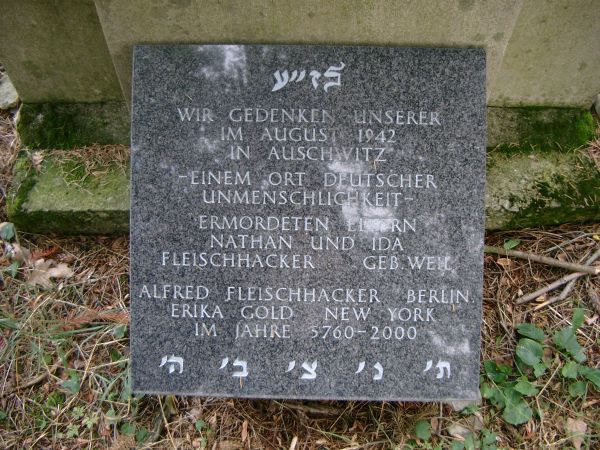 WIR GEDENKEN UNSERER
IM AUGUST 1942
IN AUSCHWITZ
-EINEM ORT DEUTSCHER
UNMENSCHLICHKEIT-
ERMORDETEN ELTERN
NATHAN UND IDA
FLEISCHHACKER GEB. WEIL
ALFRED FLEISCHHACKER BERLIN
ERIKA GOLD NEW YORK
IM JAHRE 5760-2000
ת' נ' צ' ב' ה'